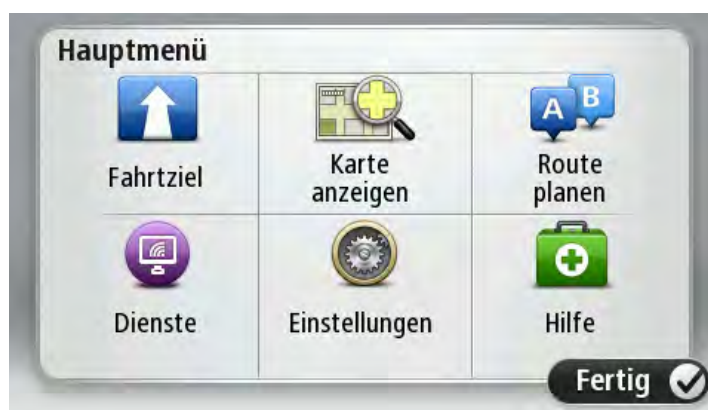 Hauptmenü
Fahrtziel
Karte
anzeigen
Route
planen
A
B
Dienste
Einstellungen
Hilfe
Fertig